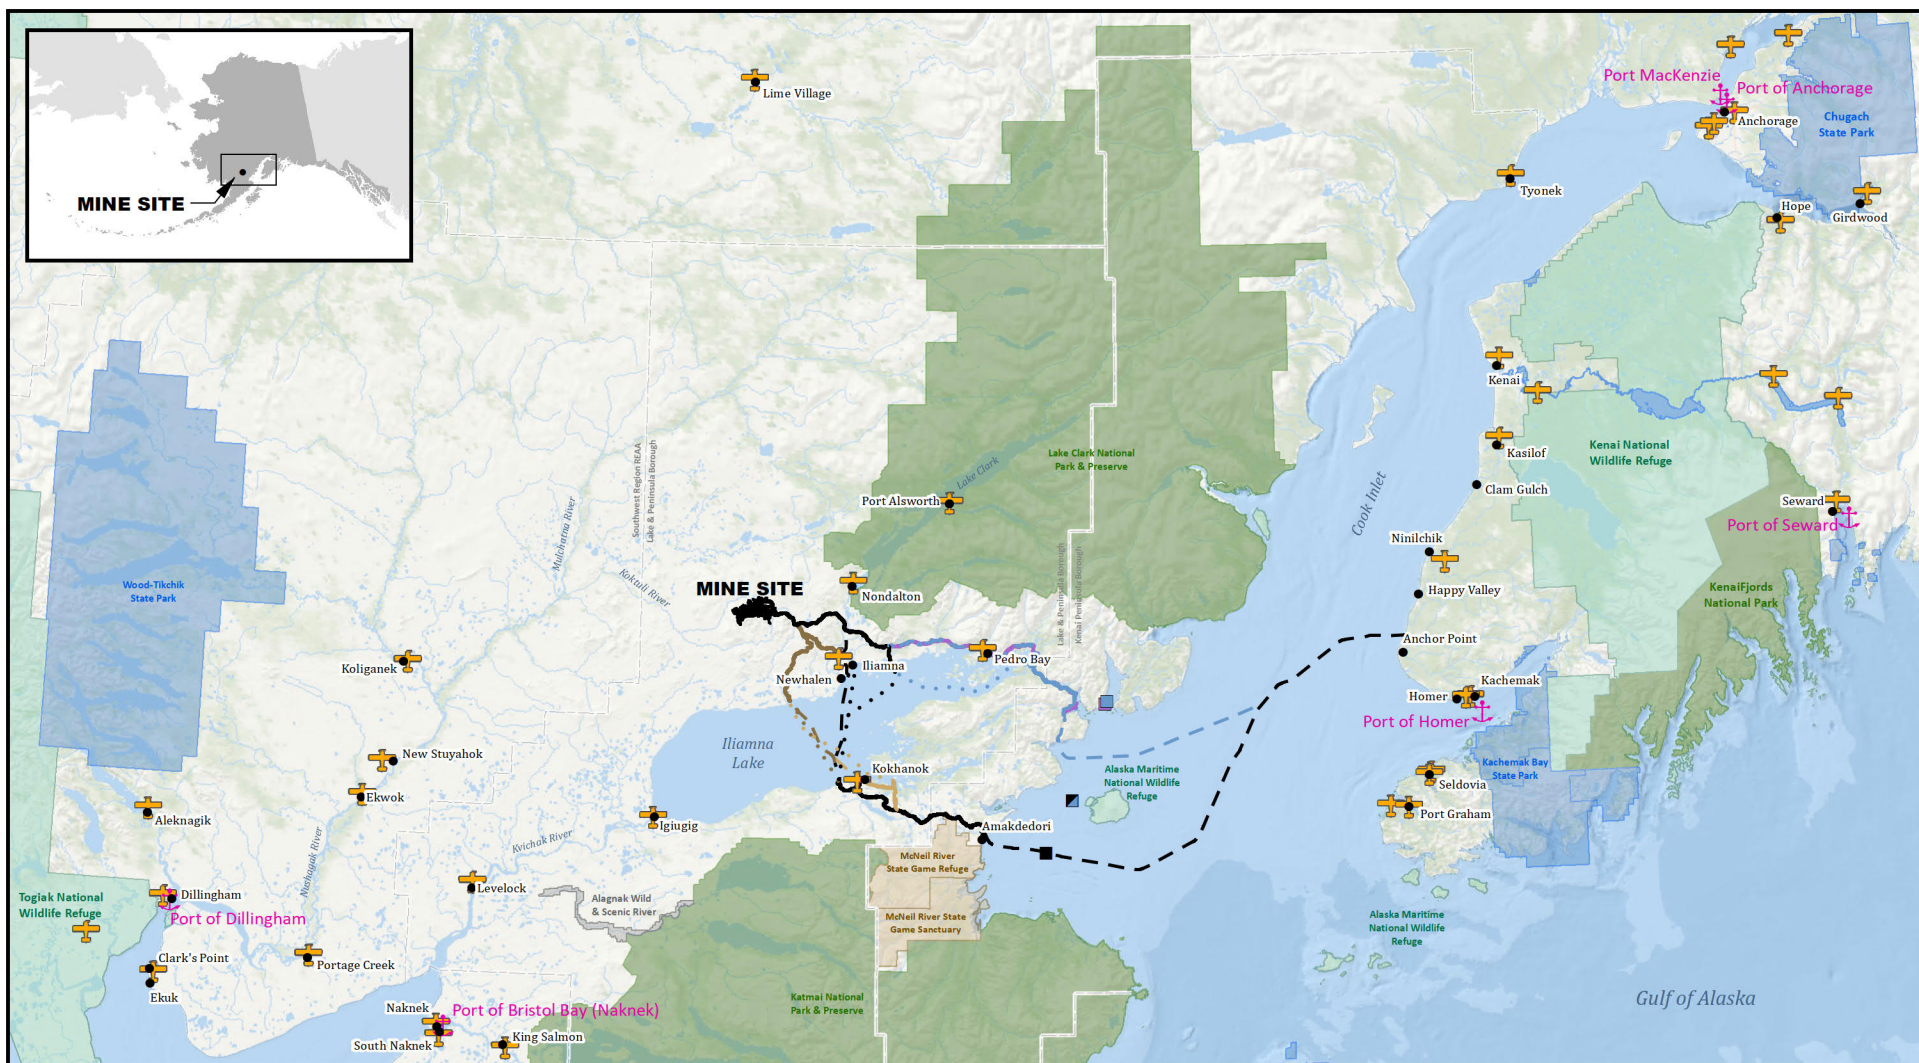 MINE SITE
Lime Village
Port MacKenzie
Port of Anchorage
Anchorage
Chugach
State Park
Tyonek
Hope
Girdwood
Kenai
Kasilof
Kenai National
Wildlife Refuge
Clam Gulch
Cook Inlet
Lake Clark National
Park & Preserve
Lake Clark
Port Alsworth
Southwest Region REAA
Lake & Peninsula Borough
Mulchatna River
Koktuli River
Seward
Port of Seward
Ninilchik
Happy Valley
KenaiFjords
National Park
Wood-Tikchik
State Park
MINE SITE
Nondalton
Lake & Peninsula Borough
Kenai Peninsula Borough
Anchor Point
Koliganek
Iliamna
Newhalen
Pedro Bay
Kachemak
Homer
Port of Homer
New Stuyahok
Iliamna
Lake
Kokhanok
Alaska Maritime
National Wildlife
Refuge
Kachemak Bay
State Park
Seldovia
Port Graham
Ekwok
Aleknagik
Igiugig
Amakdedori
Kvichak River
Nushagak River
McNeil River
State Game Refuge
McNeil River State
Game Sanctuary
Levelock
Alagnak Wild
& Scenic River
Togiak National
Wildlife Refuge
Dillingham
Port of Dillingham
Alaska Maritime
National Wildlife
Refuge
Clark's Point
Ekuk
Portage Creek
Katmai National
Park & Preserve
Gulf of Alaska
Naknek
Port of Bristol Bay (Naknek)
South Naknek
King Salmon